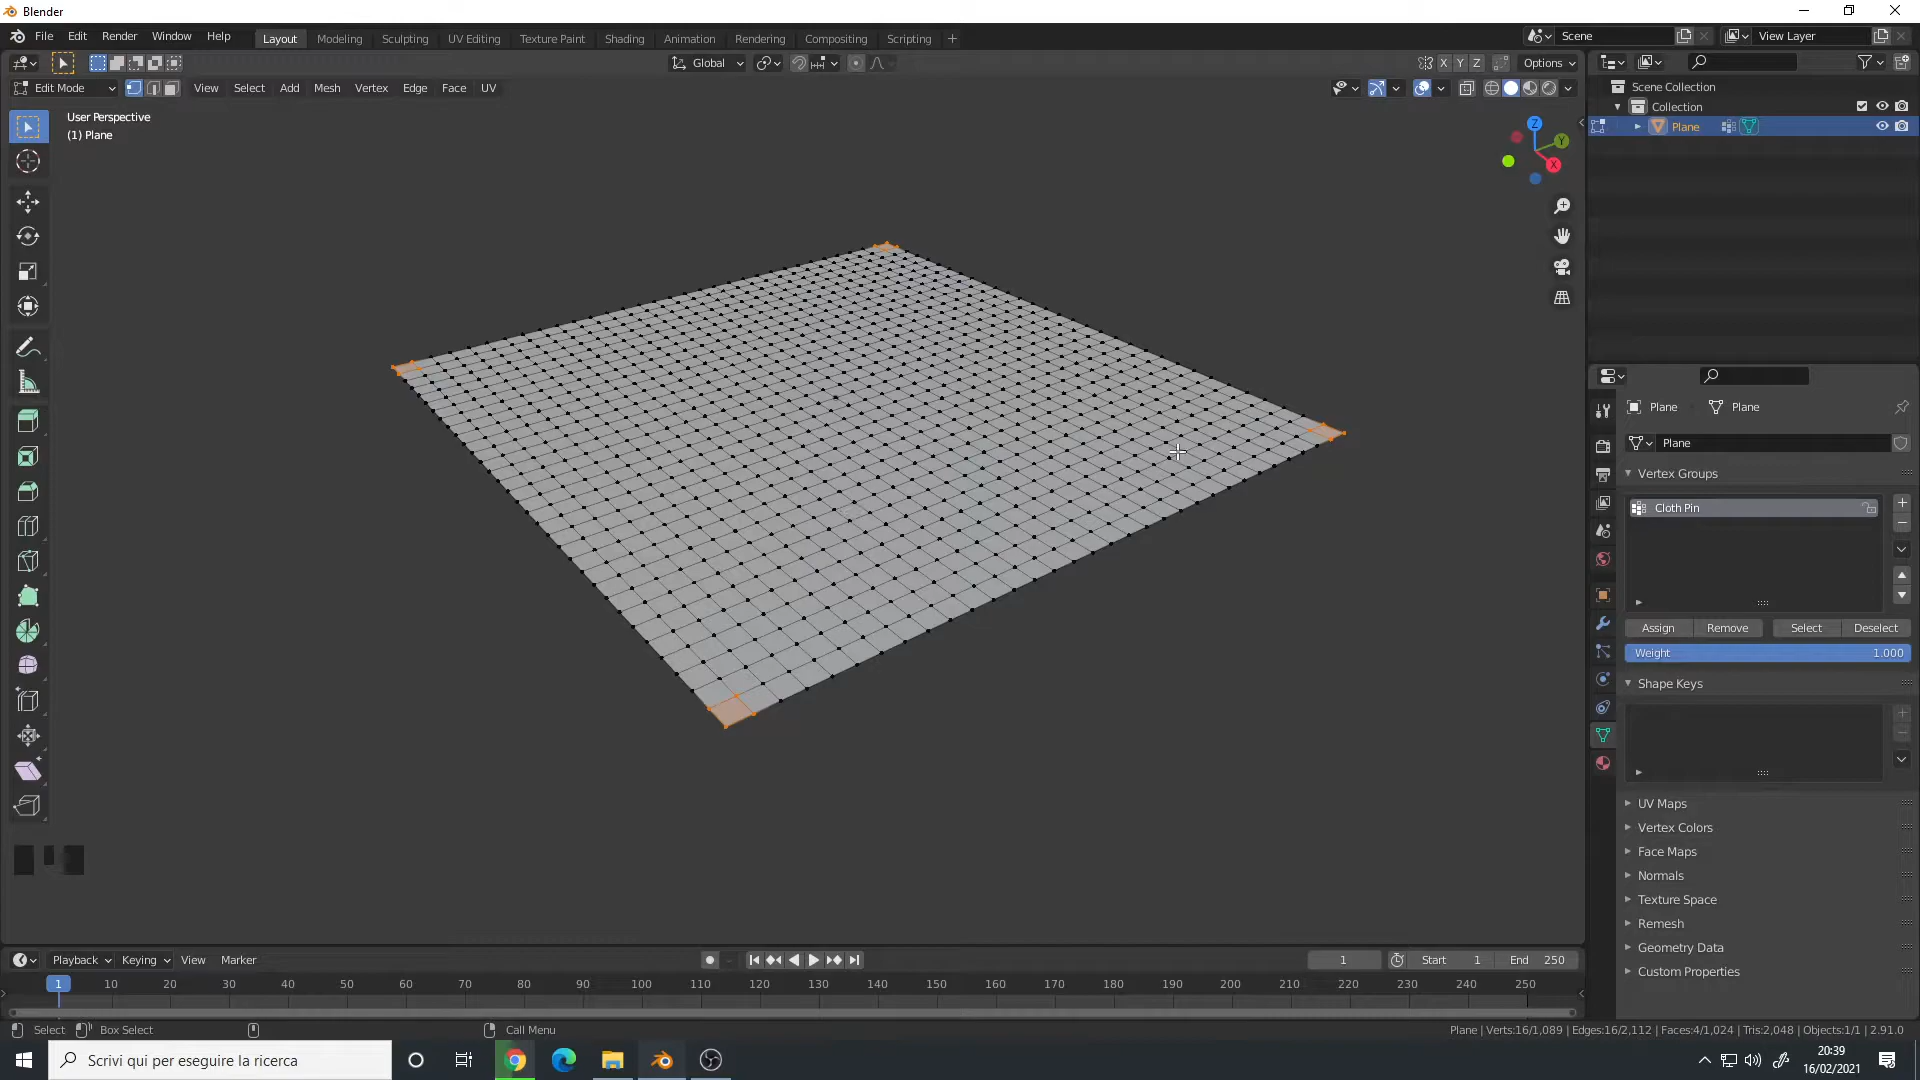 Blender
File Edit Render Window Help
Layout Modeling Sculpting UV Editing Texture Paint Shading Animation Rendering Compositing Scripting +
Scene
View Layer
Global
X Y Z
Options
Edit Mode
View Select Add Mesh Vertex Edge Face UV
User Perspective
(1) Plane
Z
Y
X
Scene Collection
Collection
Plane
Plane Plane
Plane
Vertex Groups
Cloth Pin
Assign Remove Select Deselect
Weight 1.000
Shape Keys
UV Maps
Vertex Colors
Face Maps
Normals
Texture Space
Remesh
Geometry Data
Custom Properties
Playback Keying View Marker
1
Start 1
End 250
1 10 20 30 40 50 60 70 80 90 100 110 120 130 140 150 160 170 180 190 200 210 220 230 240 250
Select Box Select Call Menu
Plane | Verts:16/1,089 | Edges:16/2,112 | Faces:4/1,024 | Tris:2,048 | Objects:1/1 | 2.91.0
Scrivi qui per eseguire la ricerca
20:39
16/02/2021